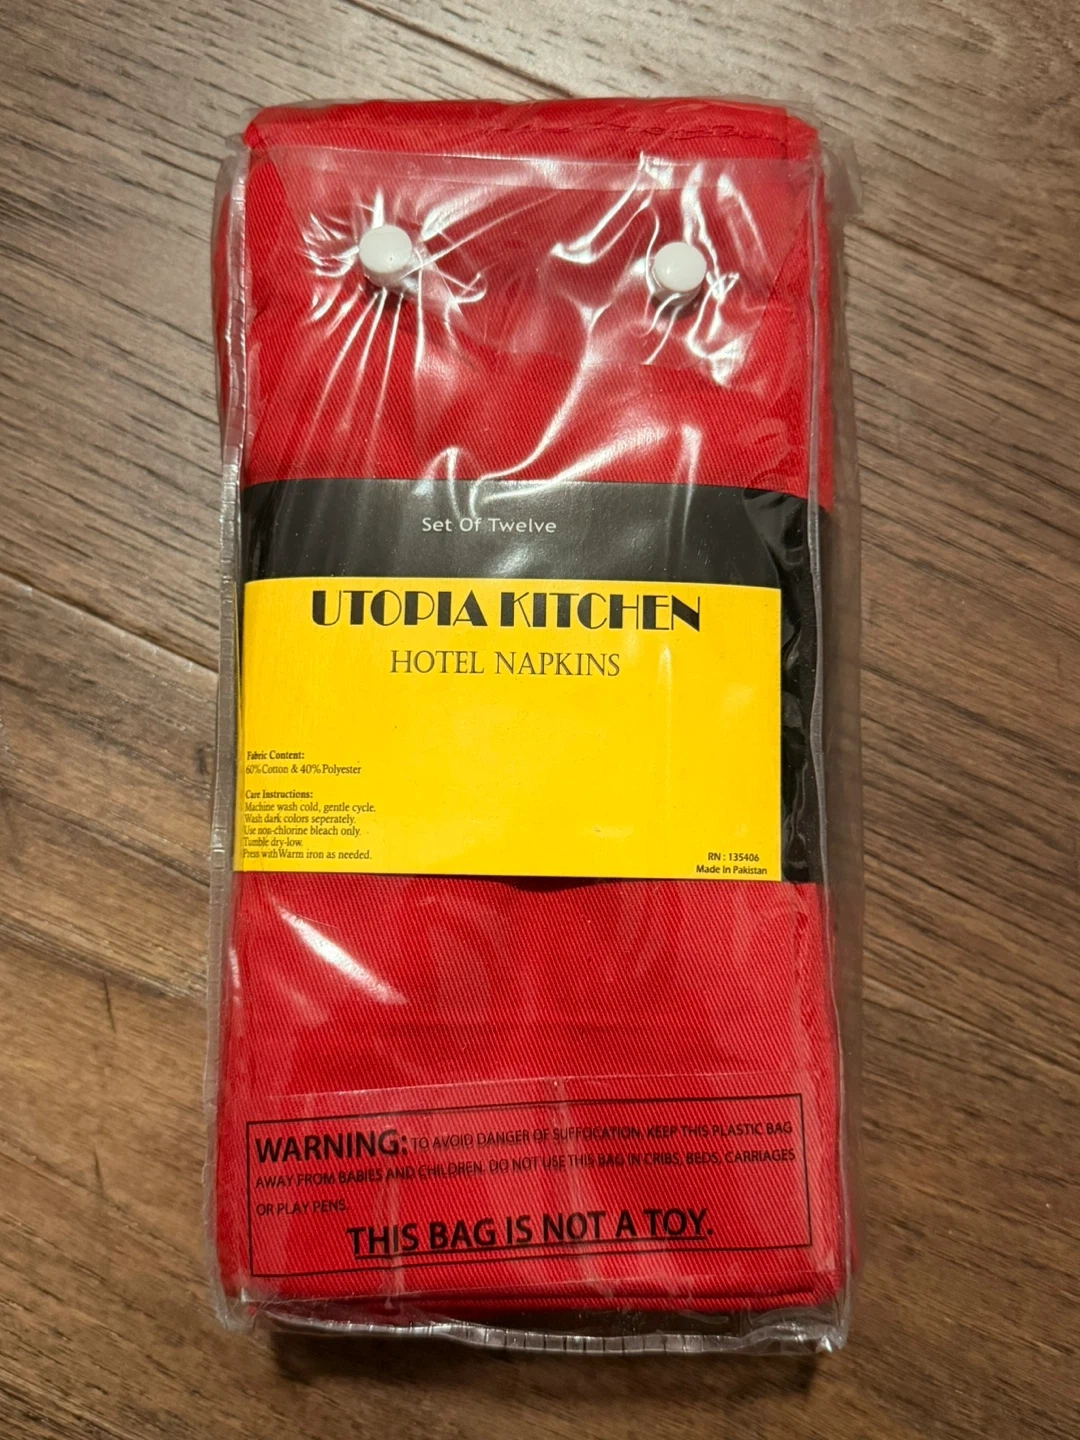 Set Of Twelve
UTOPIA KITCHEN
HOTEL NAPKINS
Fabric Content:
60% Cotton & 40% Polyester
Care Instructions:
Machine wash cold, gentle cycle.
Wash dark colors seperately.
Use non-chlorine bleach only.
Tumble dry-low.
Press with Warm iron as needed.
RN : 135406
Made In Pakistan
WARNING: TO AVOID DANGER OF SUFFOCATION, KEEP THIS PLASTIC BAG
AWAY FROM BABIES AND CHILDREN. DO NOT USE THIS BAG IN CRIBS, BEDS, CARRIAGES
OR PLAY PENS.
THIS BAG IS NOT A TOY.